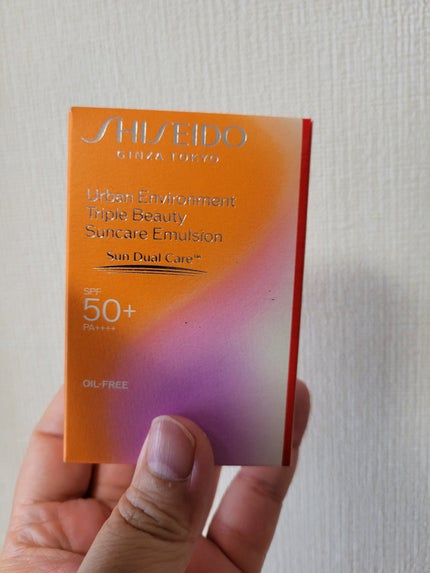 SHISEIDO
GINZA TOKYO
Urban Environment
Triple Beauty
Suncare Emulsion
Sun Dual Care™
SPF
50+
PA++++
OIL-FREE